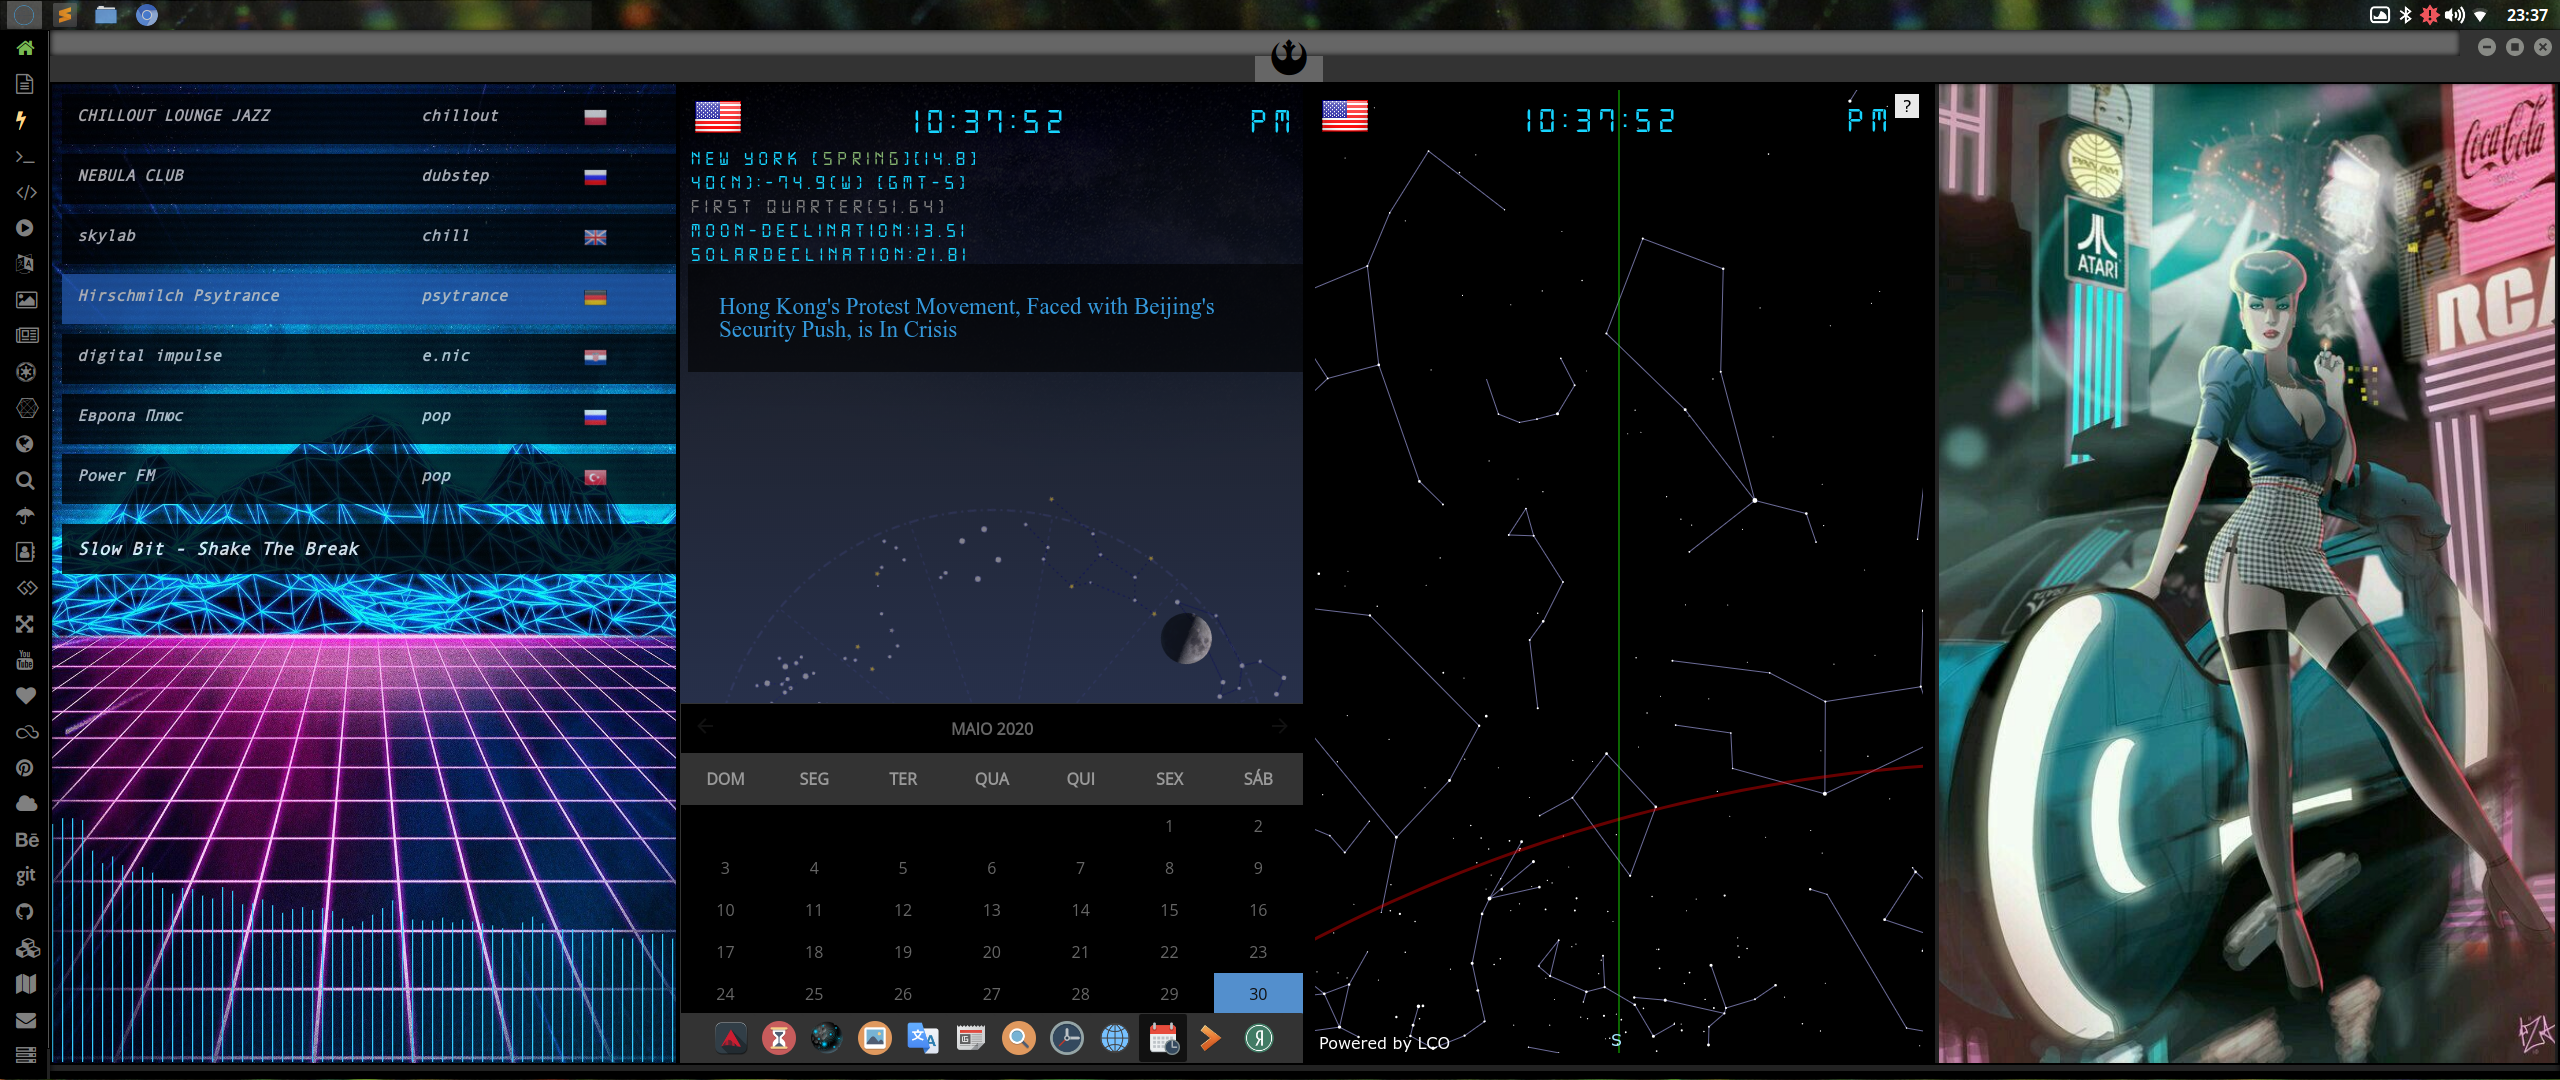 23:37
CHILLOUT LOUNGE JAZZ chillout
NEBULA CLUB dubstep
skylab chill
Hirschmilch Psytrance psytrance
digital impulse e.nic
Европа Плюс pop
Power FM pop
Slow Bit - Shake The Break
You
Tube
Bē
git
10:37:52 PM
NEW YORK [SPRING][14.8]
40(N):-74.9(W) [GMT-5]
FIRST QUARTER[51.64]
MOON-DECLINATION:13.51
SOLARDECLINATION:21.81
Hong Kong's Protest Movement, Faced with Beijing's
Security Push, is In Crisis
MAIO 2020
DOM SEG TER QUA QUI SEX SÁB
1 2
3 4 5 6 7 8 9
10 11 12 13 14 15 16
17 18 19 20 21 22 23
24 25 26 27 28 29 30
10:37:52 PM
?
S
Powered by LCO
PAN AM
ATARI
Coca-Cola
RCA